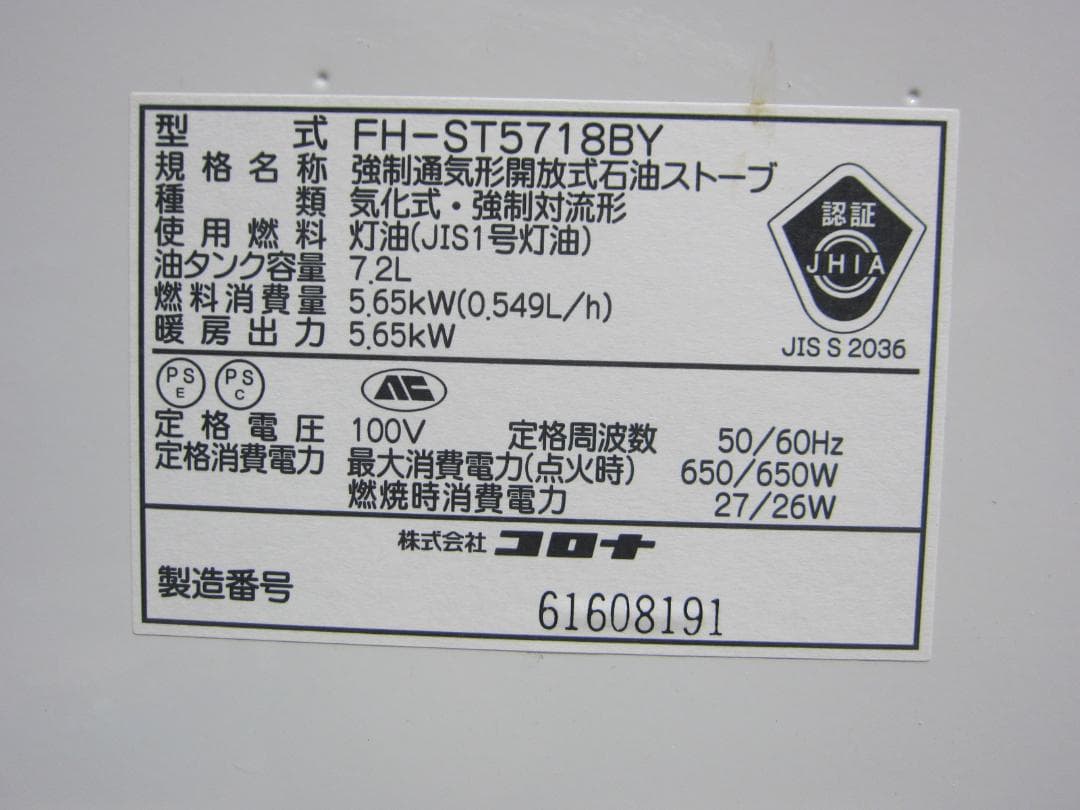 型式 FH-ST5718BY
規格名称 強制通気形開放式石油ストーブ
種類 気化式・強制対流形
使用燃料 灯油(JIS1号灯油)
油タンク容量 7.2L
燃料消費量 5.65kW(0.549L/h)
暖房出力 5.65kW
認証
JHIA
JIS S 2036
PS E PS C
定格電圧 100V 定格周波数 50/60Hz
定格消費電力 最大消費電力(点火時) 650/650W
燃焼時消費電力 27/26W
株式会社 コロナ
製造番号 61608191